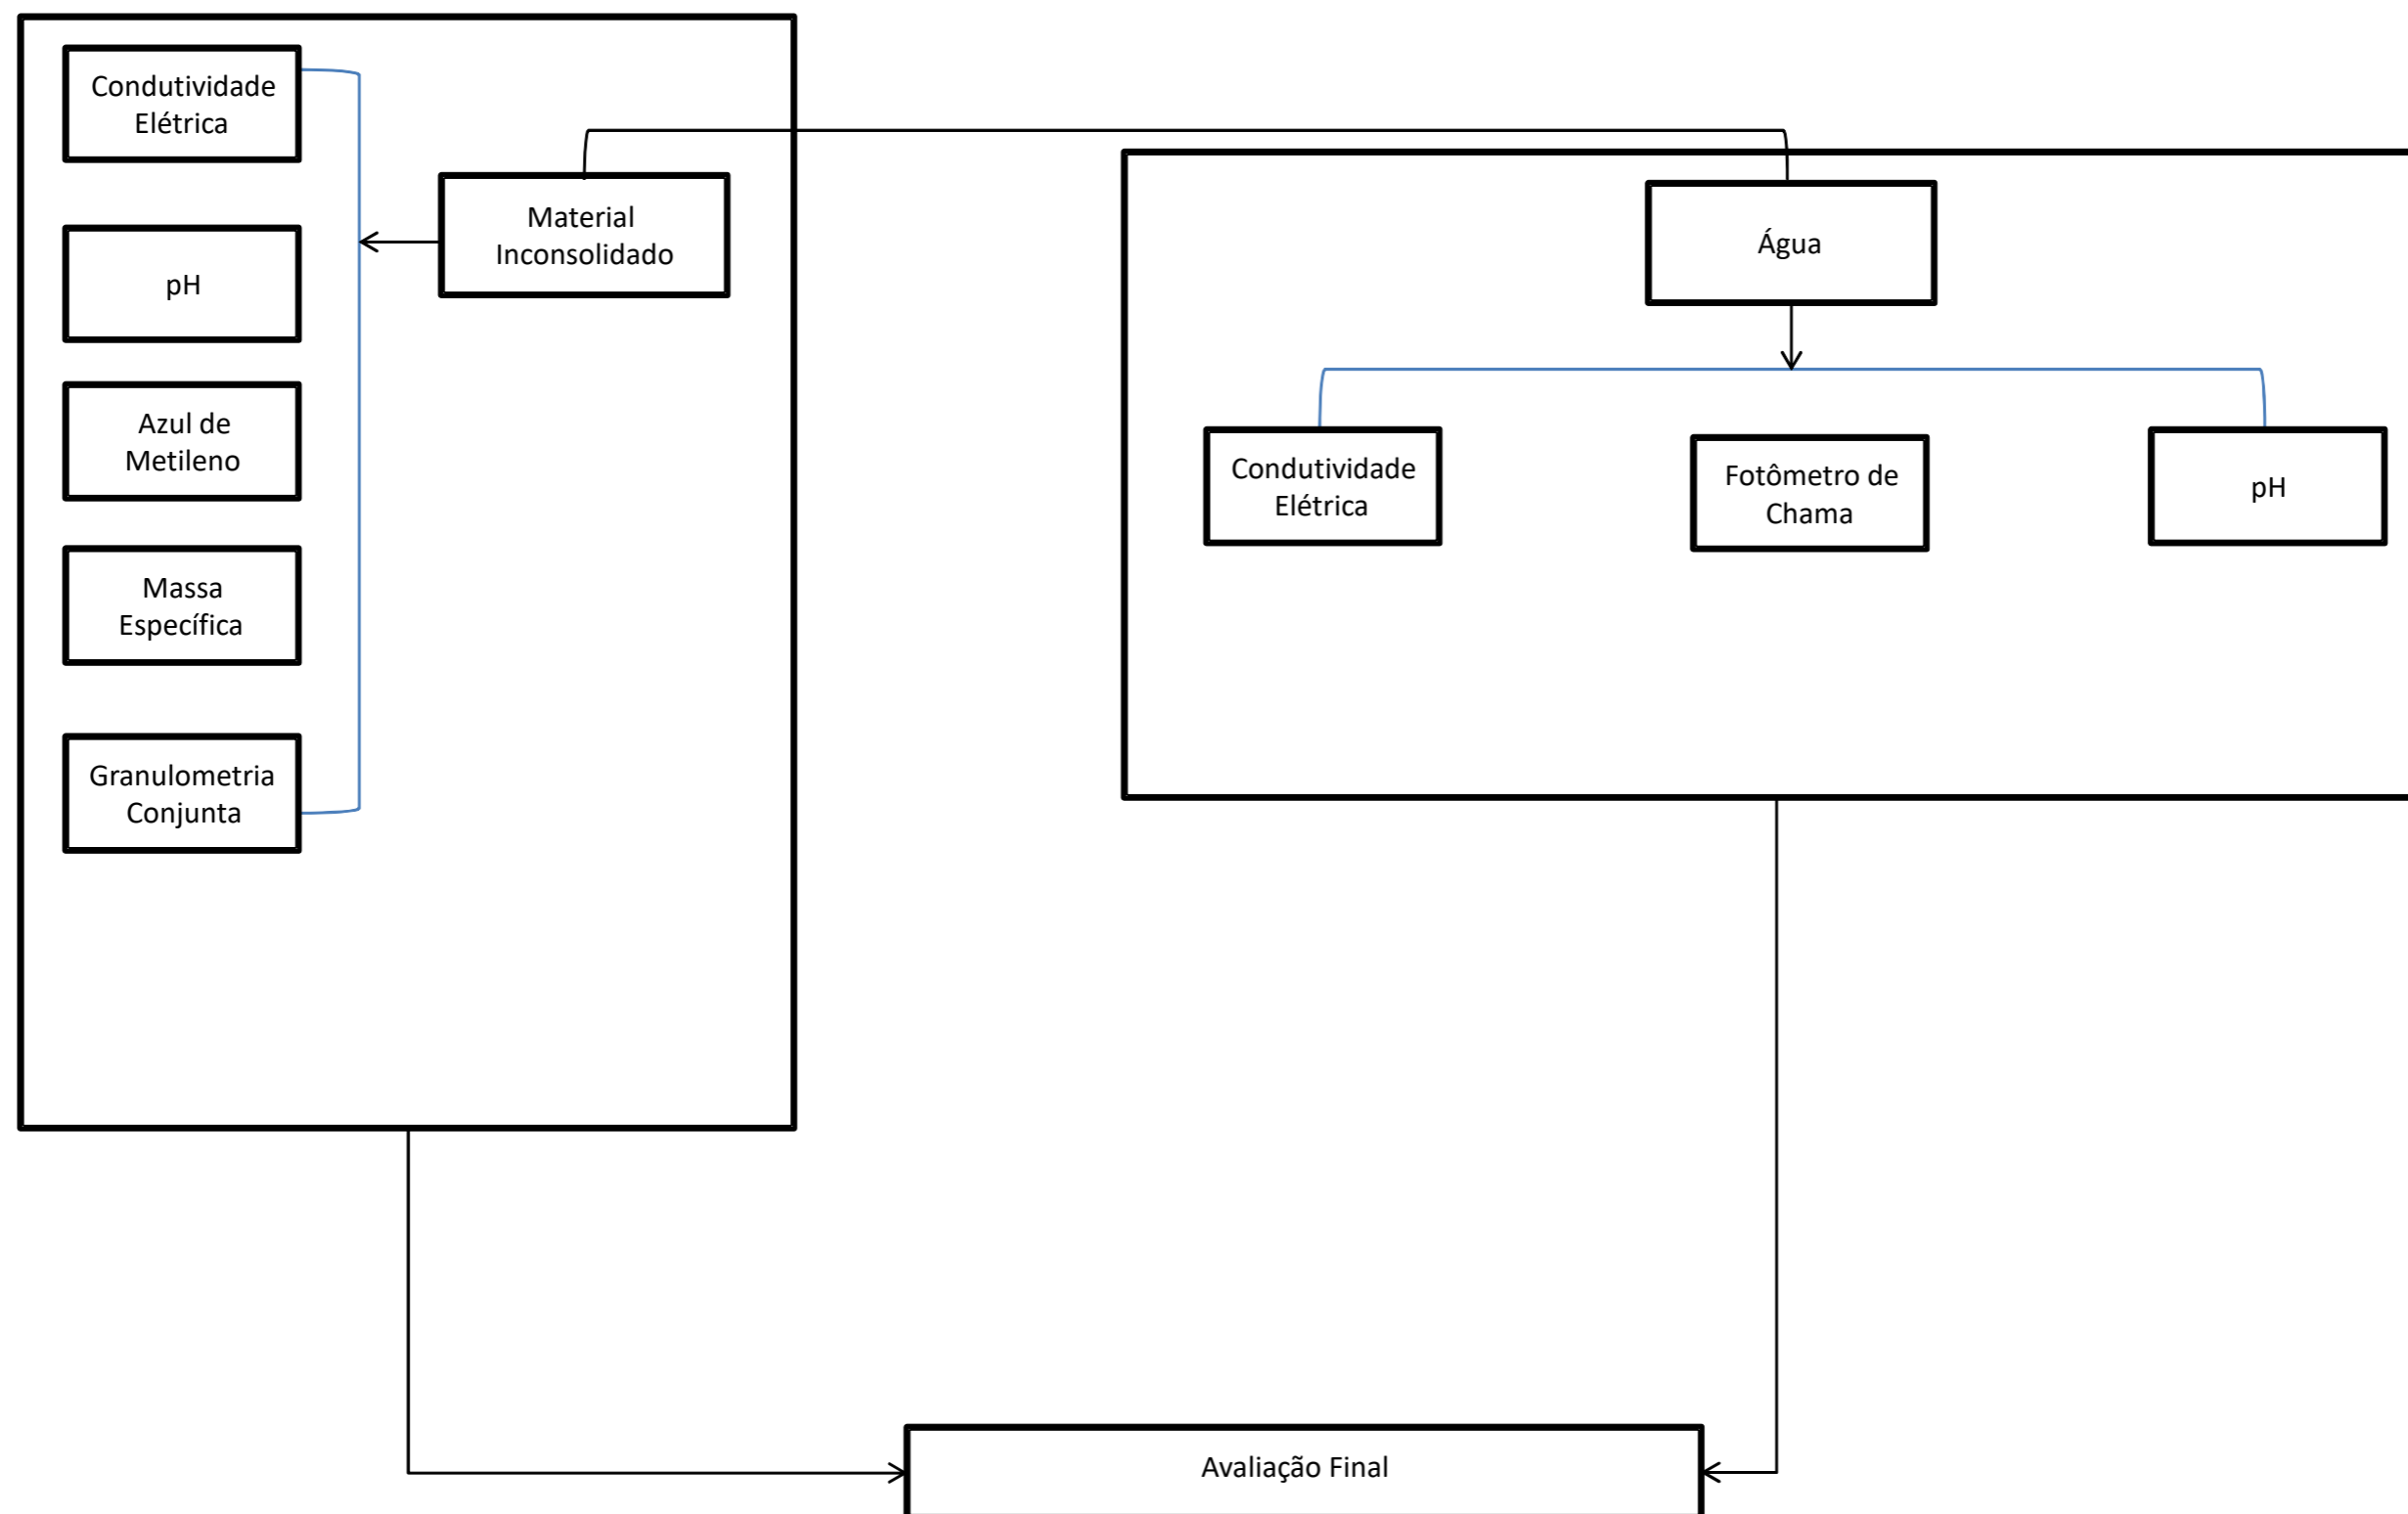 Condutividade
Elétrica
pH
Azul de
Metileno
Massa
Específica
Granulometria
Conjunta
Material
Inconsolidado
Água
Condutividade
Elétrica
Fotômetro de
Chama
pH
Avaliação Final